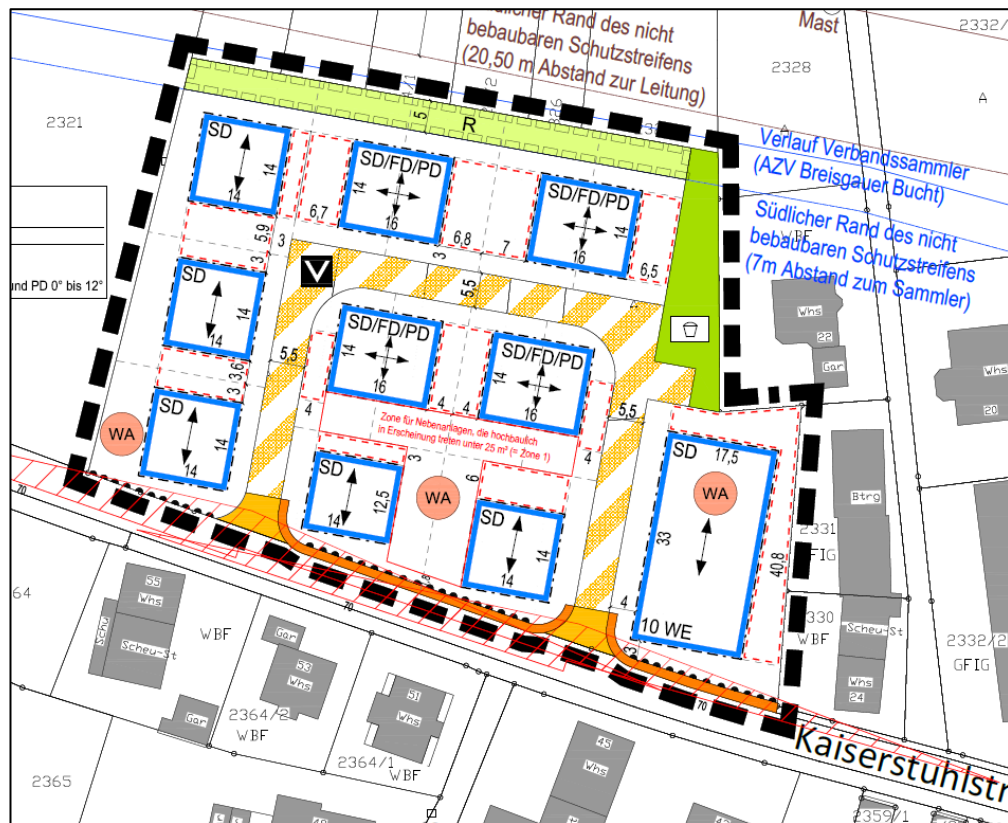 südlicher Rand des nicht
bebaubaren Schutzstreifens
(20,50 m Abstand zur Leitung)
Mast
2332/
2328
A
2321
5
R
A
Verlauf Verbandssammler
(AZV Breisgauer Bucht)
WBF
Südlicher Rand des nicht
bebaubaren Schutzstreifens
(7m Abstand zum Sammler)
SD
14
14
SD/FD/PD
14
16
SD/FD/PD
14
16
6,7
6,8
7
6,5
5,9
3
3
3
und PD 0° bis 12°
V
5,5
SD
14
14
SD/FD/PD
14
16
SD/FD/PD
14
16
Whs
22
Gar
Whs
20
5,5
3,6
3
4
4
4
5,5
4
Zone für Nebenanlagen, die hochbaulich
in Erscheinung treten unter 25 m² (= Zone 1)
WA
SD
14
14
SD
14
12,5
3
WA
6
SD
14
14
SD
17,5
WA
33
40,8
10 WE
4
3
Btrg
2331
GFIG
2330
WBF
Scheu-St
Whs
24
2332/2
GFIG
70
70
70
64
55
Whs
Schu
Scheu-St
WBF
Gar
53
Whs
51
Whs
Gar
2364/2
WBF
2364/1
WBF
2365
45
Whs
Kaiserstuhlstr
2359/1